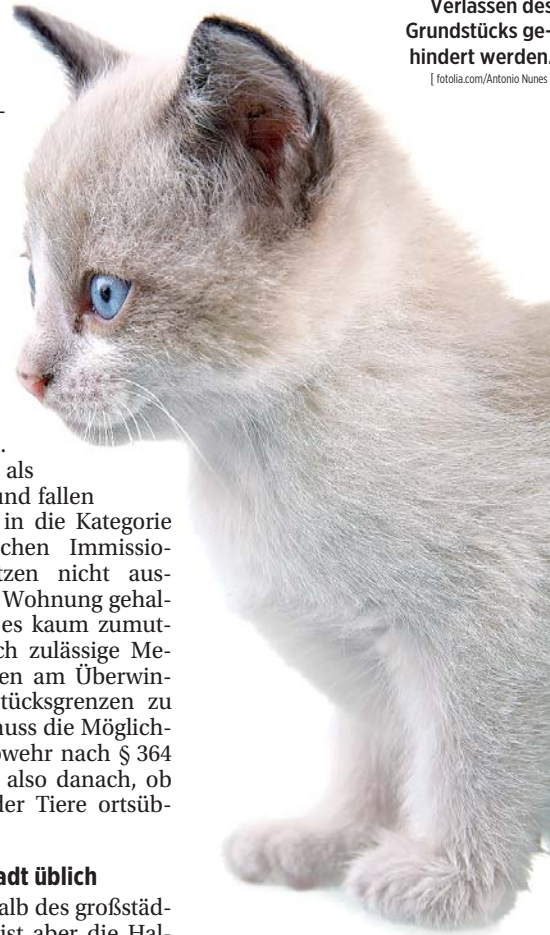 Verlassen des
Grundstücks ge-
hindert werden.
[ fotolia.com/Antonio Nunes
als
und fallen
in die Kategorie
chen Immissio-
tzen nicht aus-
Wohnung gehal-
es kaum zumut-
ch zulässige Me-
en am Überwin-
tücksgrenzen zu
muss die Möglich-
wehr nach § 364
also danach, ob
der Tiere ortsüb-
adt üblich
alb des großstäd-
ist aber die Hal-